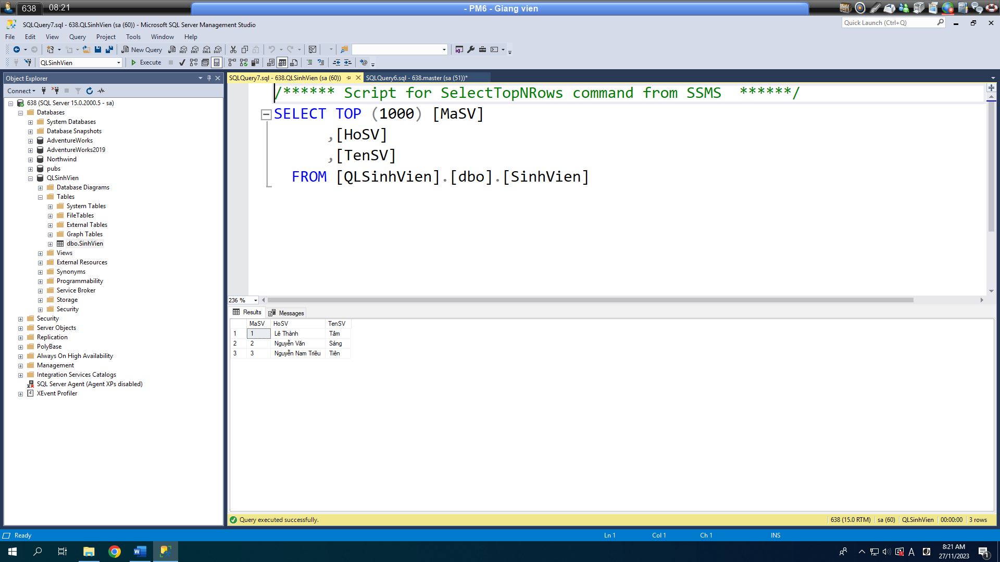 638 08:21 - PM6 - Giang vien
SQLQuery7.sql - 638.QLSinhVien (sa (60)) - Microsoft SQL Server Management Studio
Quick Launch (Ctrl+Q)
File Edit View Query Project Tools Window Help
New Query MDX DMX XMLA DAX
QLSinhVien Execute
Object Explorer
SQLQuery7.sql - 638.QLSinhVien (sa (60)) SQLQuery6.sql - 638.master (sa (51))*
Connect
638 (SQL Server 15.0.2000.5 - sa)
Databases
System Databases
Database Snapshots
AdventureWorks
AdventureWorks2019
Northwind
pubs
QLSinhVien
Database Diagrams
Tables
System Tables
FileTables
External Tables
Graph Tables
dbo.SinhVien
Views
External Resources
Synonyms
Programmability
Service Broker
Storage
Security
Security
Server Objects
Replication
PolyBase
Always On High Availability
Management
Integration Services Catalogs
SQL Server Agent (Agent XPs disabled)
XEvent Profiler
/****** Script for SelectTopNRows command from SSMS ******/
SELECT TOP (1000) [MaSV]
,[HoSV]
,[TenSV]
FROM [QLSinhVien].[dbo].[SinhVien]
236 %
Results Messages
MaSV HoSV TenSV
1 1 Lê Thành Tâm
2 2 Nguyễn Văn Sáng
3 3 Nguyễn Nam Triều Tiên
Query executed successfully. 638 (15.0 RTM) sa (60) QLSinhVien 00:00:00 3 rows
Ready Ln 1 Col 1 Ch 1 INS
A 8:21 AM
27/11/2023
1